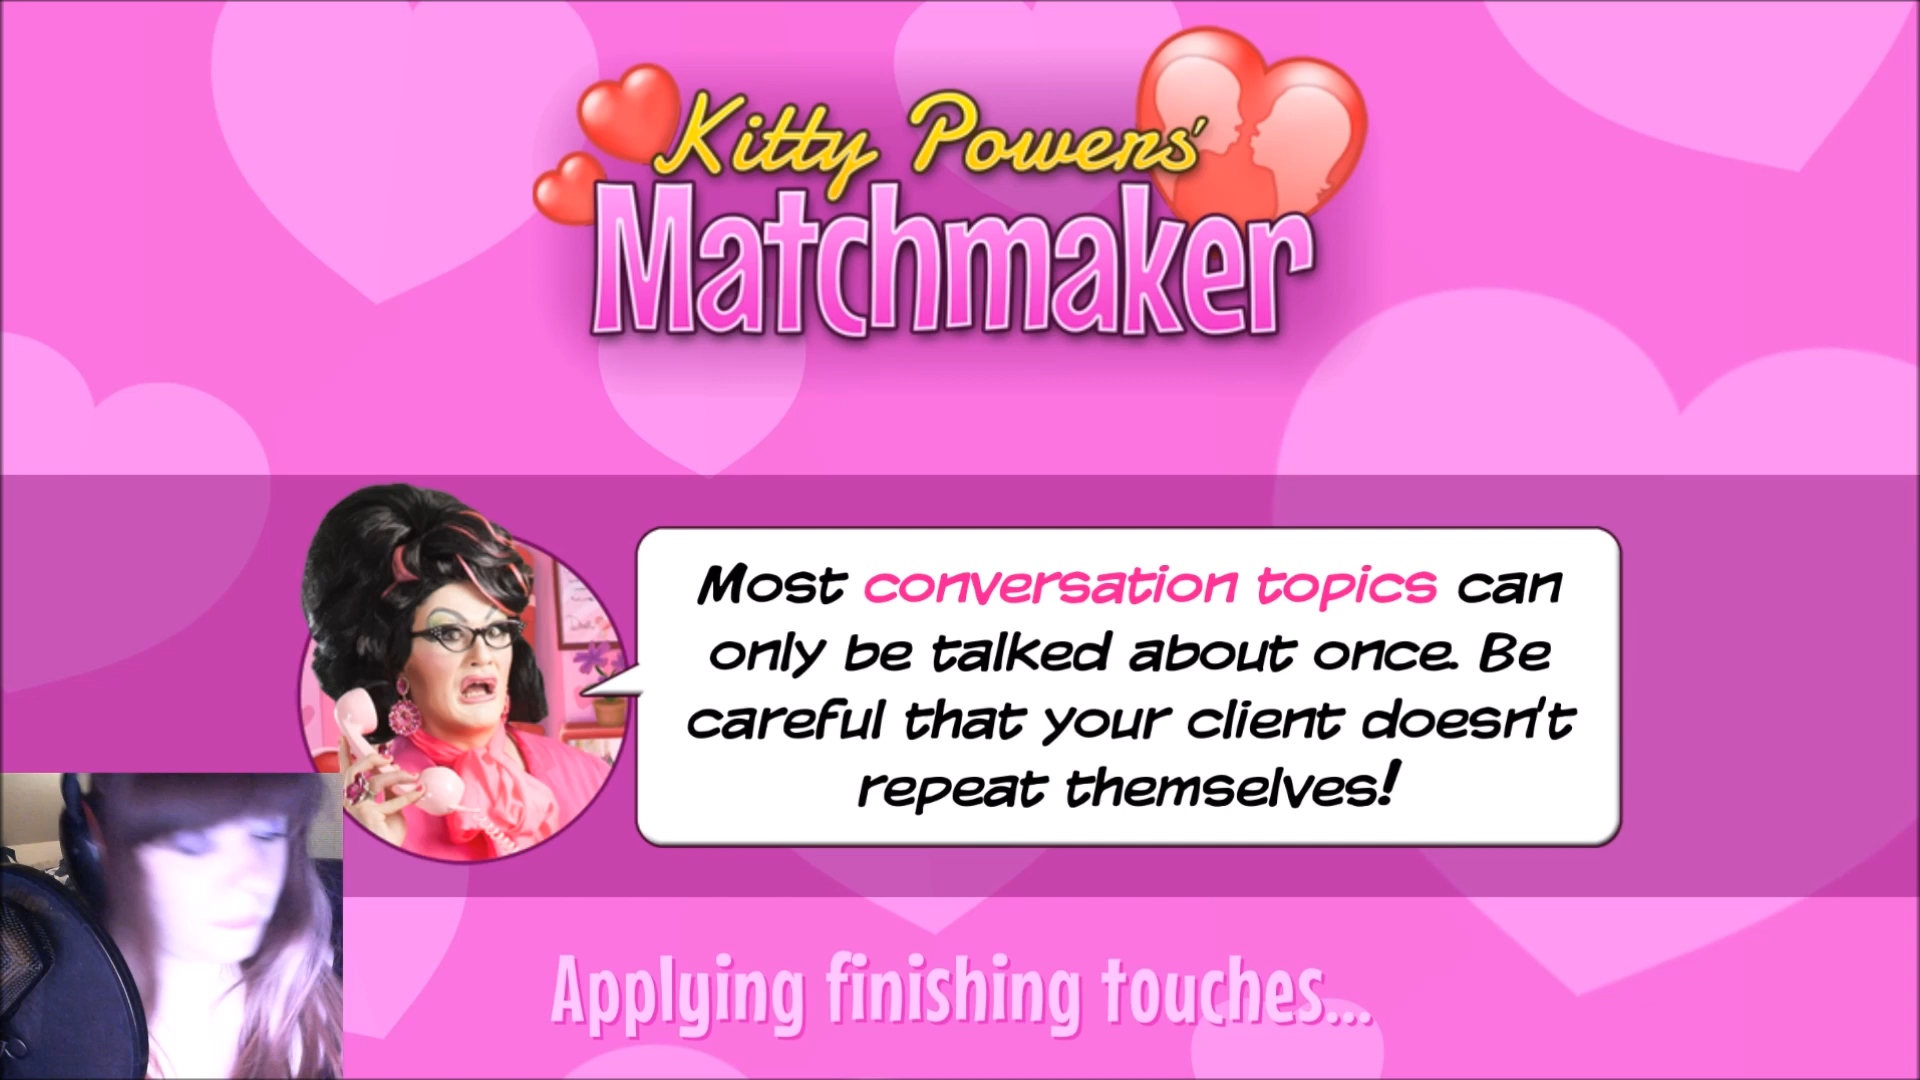 Kitty Powers'
Matchmaker
Most conversation topics can
only be talked about once. Be
careful that your client doesn't
repeat themselves!
Applying finishing touches...